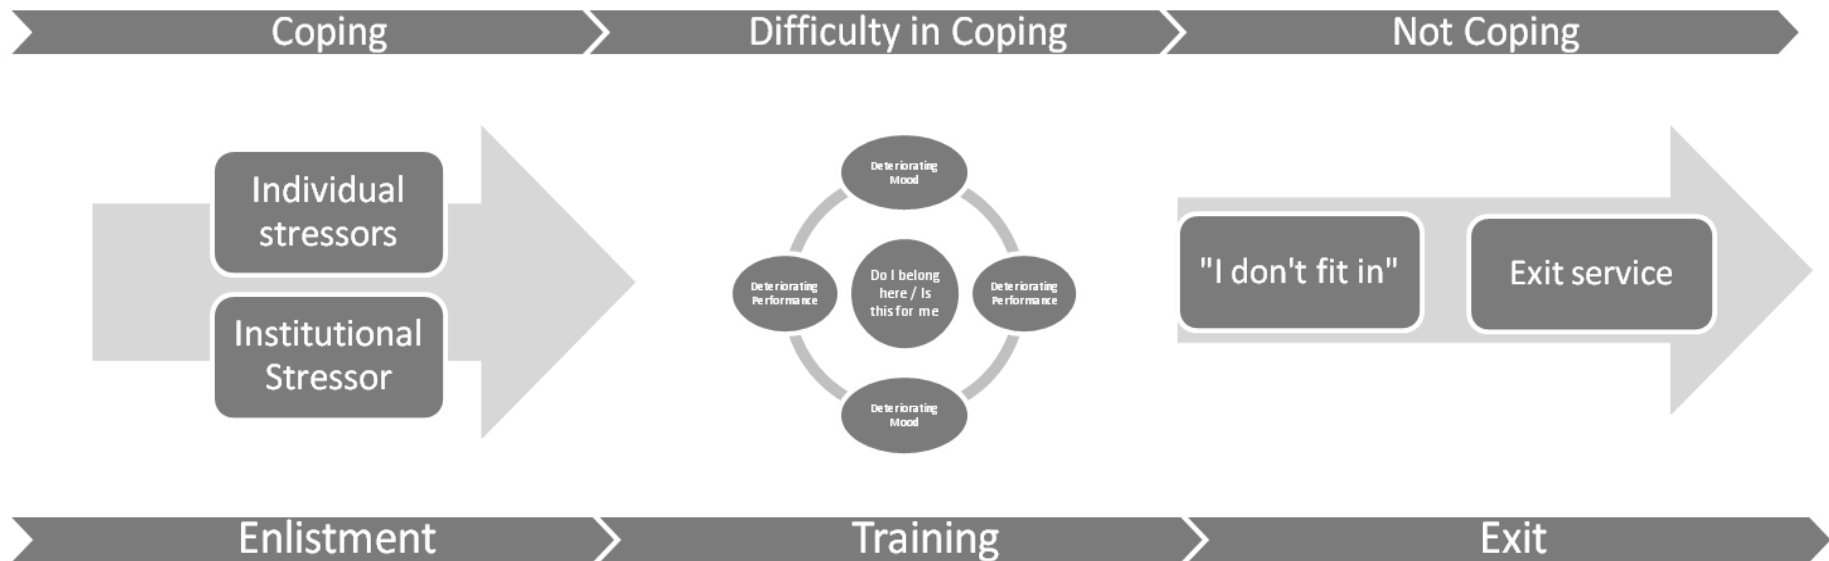 Coping
Difficulty in Coping
Not Coping
Individual
stressors
Institutional
Stressor
Deteriorating
Mood
Deteriorating
Performance
Do I belong
here / Is
this for me
Deteriorating
Performance
Deteriorating
Mood
"I don't fit in"
Exit service
Enlistment
Training
Exit